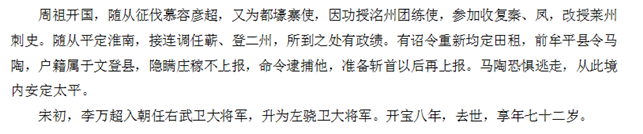 周祖开国，随从征伐慕容彦超，又为都壕寨使，因功授洺州团练使，参加收复秦、凤，改授莱州
刺史。随从平定淮南，接连调任蕲、登二州，所到之处有政绩。有诏令重新均定田租，前牟平县令马
陶，户籍属于文登县，隐瞒庄稼不上报，命令逮捕他，准备斩首以后再上报。马陶恐惧逃走，从此境
内安定太平。
宋初，李万超入朝任右武卫大将军，升为左骁卫大将军。开宝八年，去世，享年七十二岁。